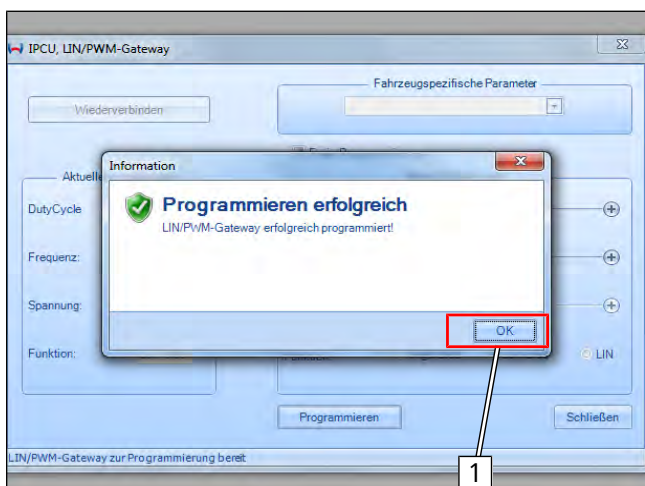 IPCU, LIN/PWM-Gateway
Fahrzeugspezifische Parameter
Wiederverbinden
Information
Aktuelle
Programmieren erfolgreich
LIN/PWM-Gateway erfolgreich programmiert!
DutyCycle
Frequenz:
Spannung:
OK
Funktion:
LIN
Programmieren
Schließen
LIN/PWM-Gateway zur Programmierung bereit
1